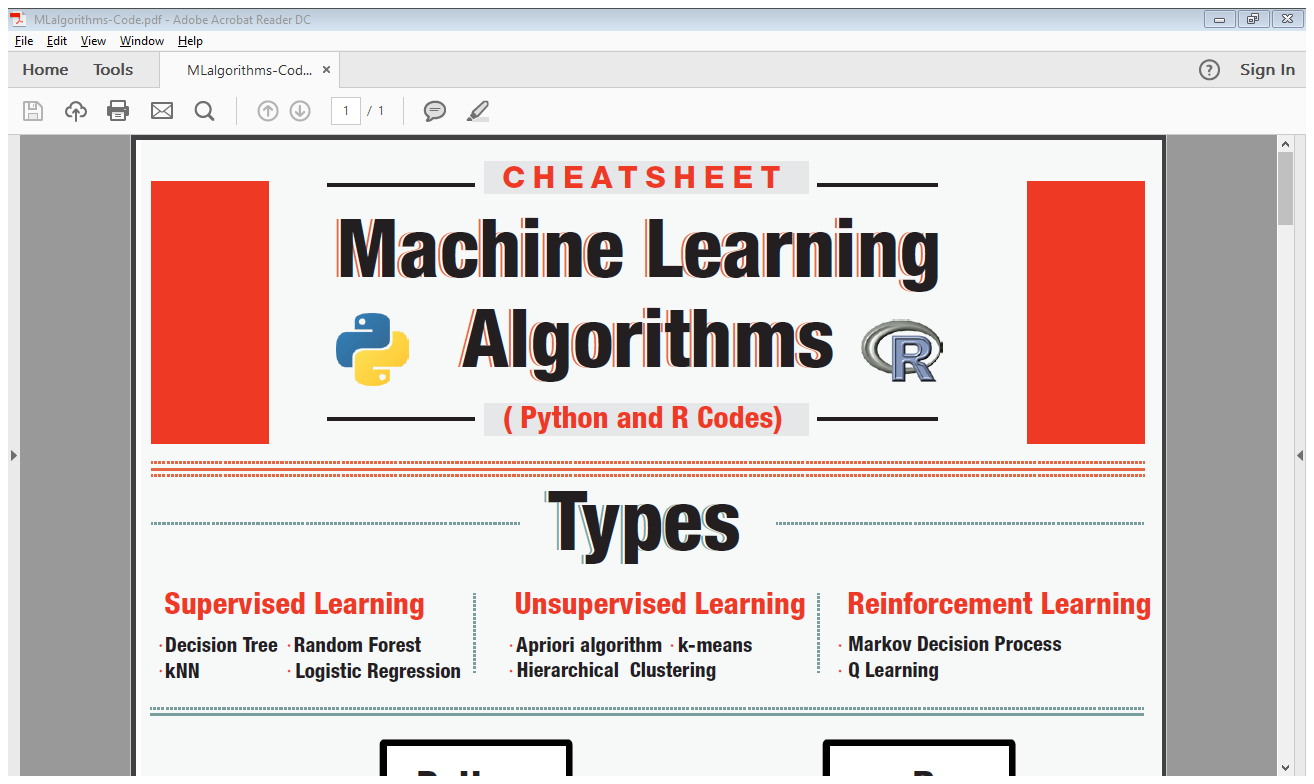 MLalgorithms-Code.pdf - Adobe Acrobat Reader DC
File Edit View Window Help
Home Tools MLalgorithms-Cod... × ? Sign In
1 / 1
CHEATSHEET
Machine Learning
Algorithms
R
( Python and R Codes)
Types
Supervised Learning Unsupervised Learning Reinforcement Learning
·Decision Tree ·Random Forest ·Apriori algorithm ·k-means · Markov Decision Process
·kNN ·Logistic Regression ·Hierarchical Clustering · Q Learning